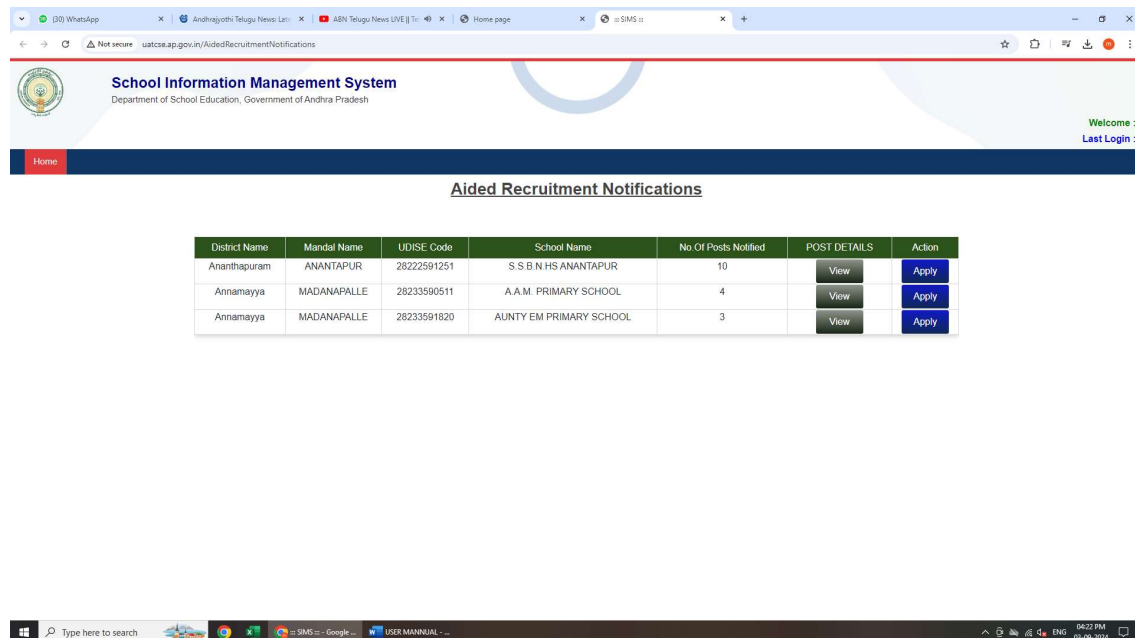 (30) WhatsApp
Andhrajyothi Telugu News: Late
ABN Telugu News LIVE || Te
Home page
::: SIMS :::
Not secure uatcse.ap.gov.in/AidedRecruitmentNotifications
School Information Management System
Department of School Education, Government of Andhra Pradesh
Welcome :
Last Login :
Home
Aided Recruitment Notifications
District Name Mandal Name UDISE Code School Name No.Of Posts Notified POST DETAILS Action
Ananthapuram ANANTAPUR 28222591251 S.S.B.N.HS ANANTAPUR 10 View Apply
Annamayya MADANAPALLE 28233590511 A.A.M. PRIMARY SCHOOL 4 View Apply
Annamayya MADANAPALLE 28233591820 AUNTY EM PRIMARY SCHOOL 3 View Apply
Type here to search
::: SIMS ::: - Google ...
USER MANNUAL - ...
ENG
04:22 PM
03-09-2024